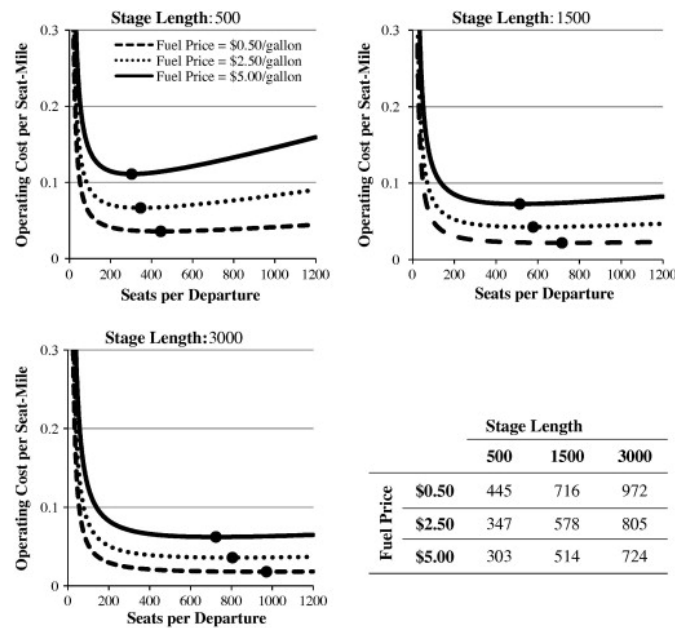 Stage Length: 500
Fuel Price = $0.50/gallon
Fuel Price = $2.50/gallon
Fuel Price = $5.00/gallon
Operating Cost per Seat-Mile
0.3
0.2
0.1
0
0 200 400 600 800 1000 1200
Seats per Departure
Stage Length: 1500
Operating Cost per Seat-Mile
0.3
0.2
0.1
0
0 200 400 600 800 1000 1200
Seats per Departure
Stage Length: 3000
Operating Cost per Seat-Mile
0.3
0.2
0.1
0
0 200 400 600 800 1000 1200
Seats per Departure
Stage Length
500 1500 3000
Fuel Price
$0.50 445 716 972
$2.50 347 578 805
$5.00 303 514 724